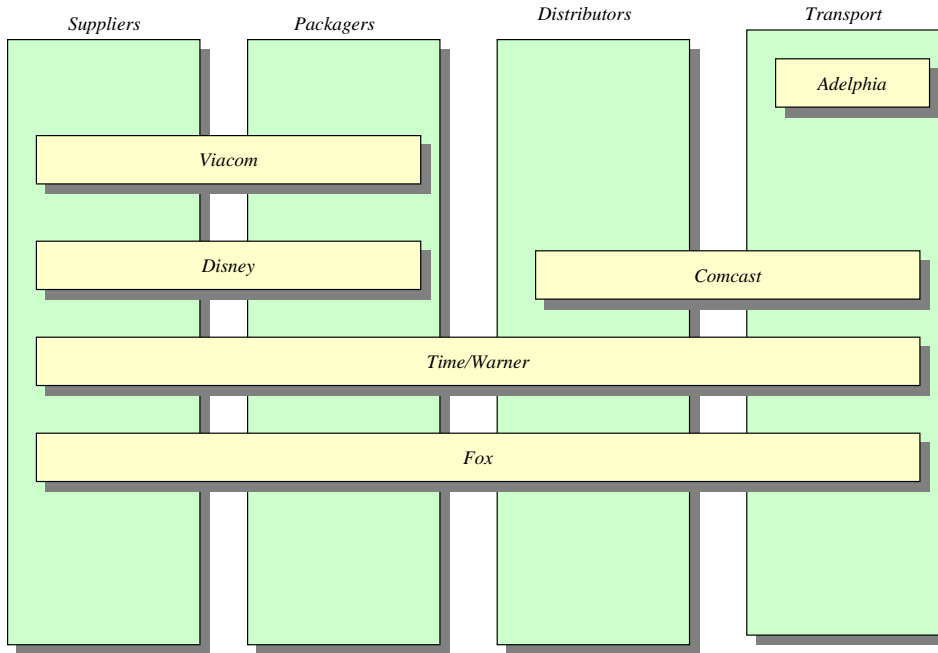 Suppliers
Packagers
Distributors
Transport
Adelphia
Viacom
Disney
Comcast
Time/Warner
Fox